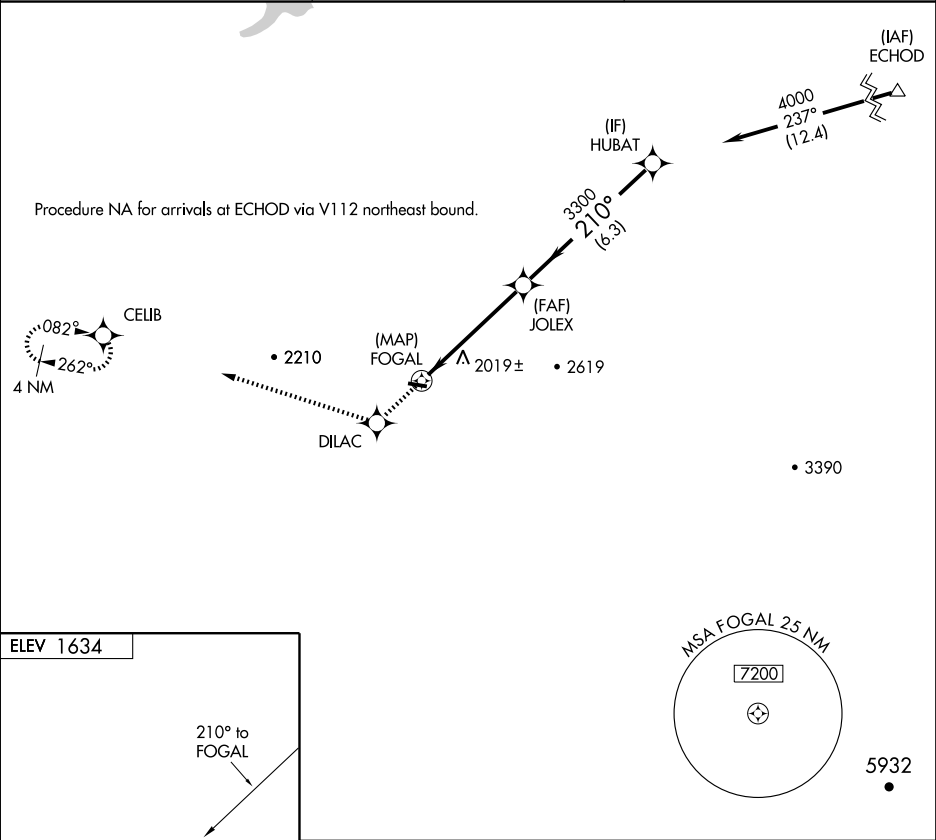 (IAF)
ECHOD
4000
237°
(12.4)
(IF)
HUBAT
3300
210°
(6.3)
Procedure NA for arrivals at ECHOD via V112 northeast bound.
(FAF)
JOLEX
CELIB
082°
262°
4 NM
(MAP)
FOGAL
2210
2019±
2619
DILAC
3390
ELEV 1634
MSA FOGAL 25 NM
7200
210° to
FOGAL
5932